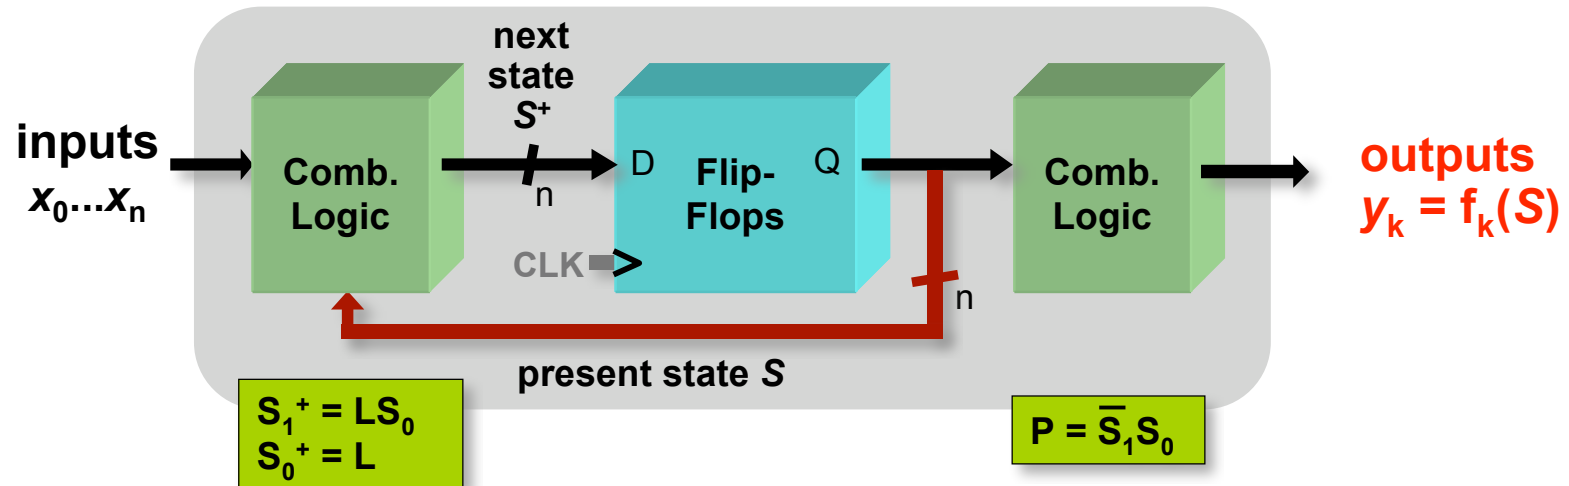 inputs
x₀...xₙ
Comb.
Logic
next
state
S⁺
n
D
Q
Flip-
Flops
CLK
n
present state S
Comb.
Logic
outputs
yₖ = fₖ(S)
S₁⁺ = LS₀
S₀⁺ = L
P = S̅₁S₀